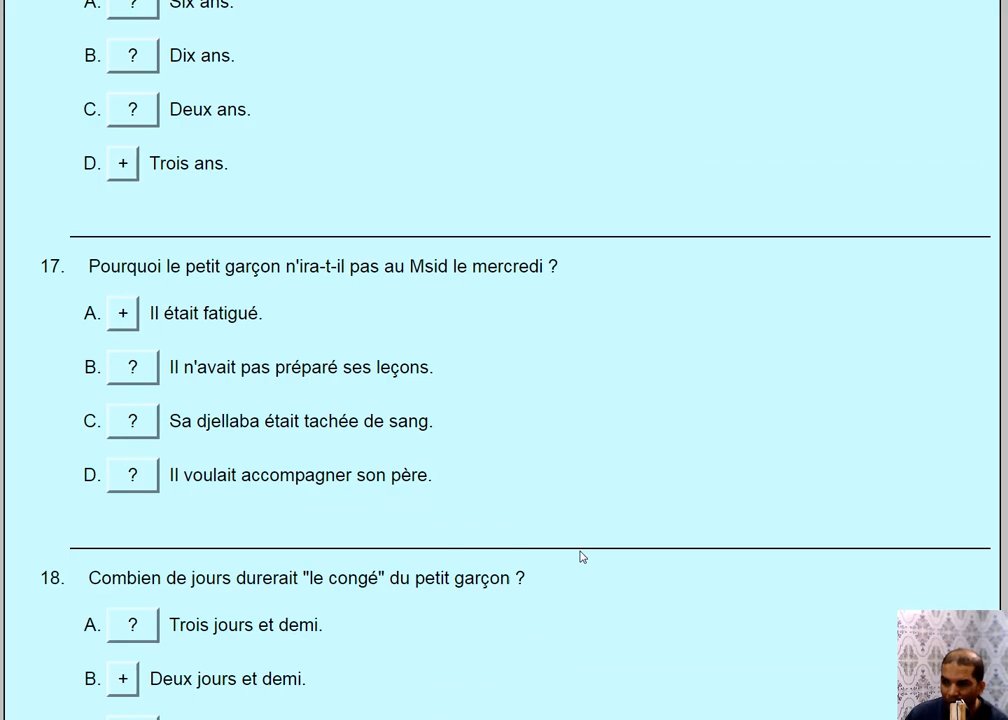 A. ? Six ans.
B. ? Dix ans.
C. ? Deux ans.
D. + Trois ans.
17. Pourquoi le petit garçon n'ira-t-il pas au Msid le mercredi ?
A. + Il était fatigué.
B. ? Il n'avait pas préparé ses leçons.
C. ? Sa djellaba était tachée de sang.
D. ? Il voulait accompagner son père.
18. Combien de jours durerait "le congé" du petit garçon ?
A. ? Trois jours et demi.
B. + Deux jours et demi.